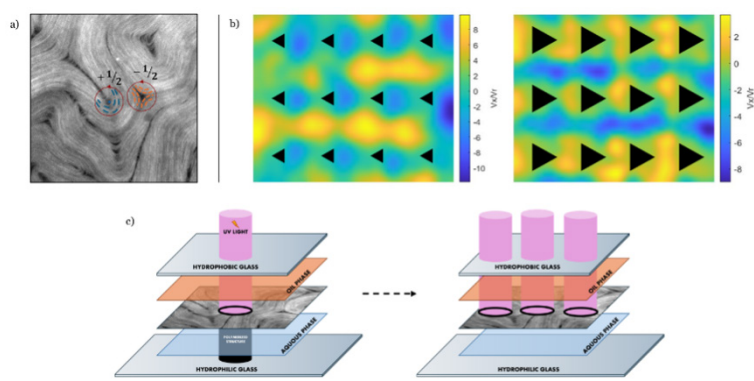 a)
+1/2
−1/2
b)
8
6
4
2
0
-2
-4
-6
-8
-10
Vx/Vr
2
0
-2
-4
-6
-8
Vx/Vr
c)
UV LIGHT
HYDROPHOBIC GLASS
OIL PHASE
AQUOUS PHASE
HYDROPHILIC GLASS
HYDROPHOBIC GLASS
OIL PHASE
AQUOUS PHASE
HYDROPHILIC GLASS